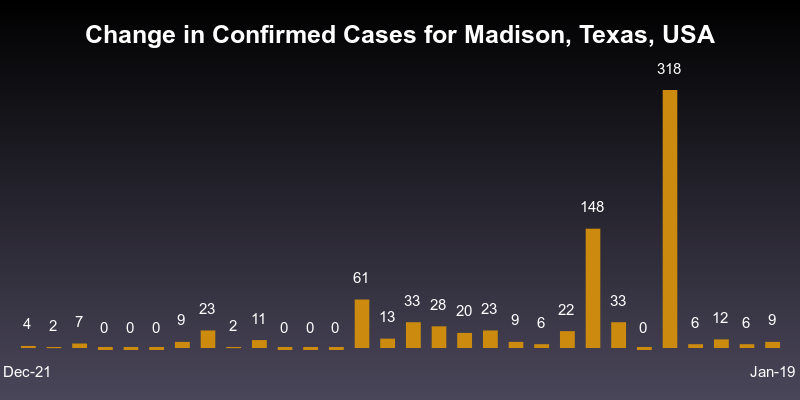 Change in Confirmed Cases for Madison, Texas, USA
318
148
61
33 28 20 23 22 33
23
4 2 7 0 0 0 9 2 11 0 0 0 13 9 6 0 6 12 6 9
Dec-21 Jan-19